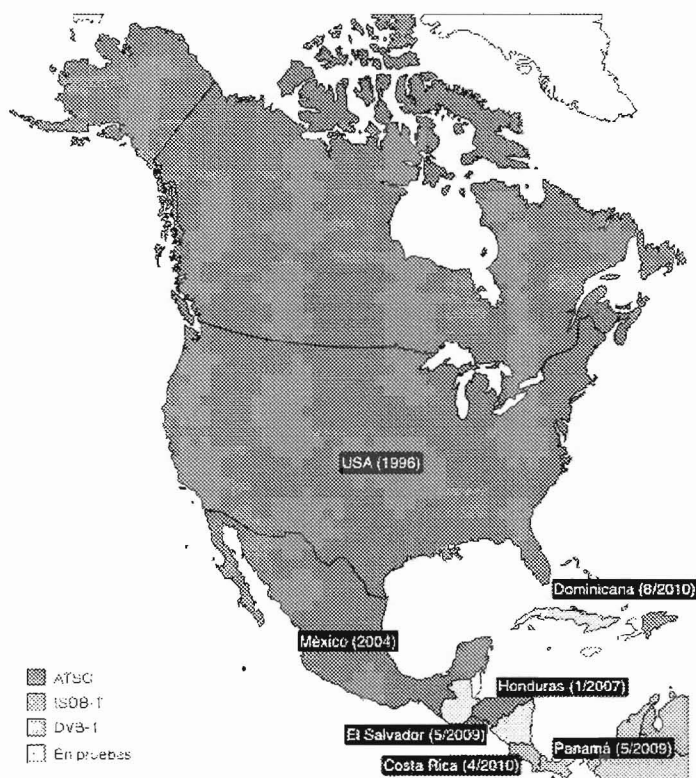 USA (1996)
Dominicana (8/2010)
México (2004)
Honduras (1/2007)
El Salvador (5/2009)
Panamá (5/2009)
Costa Rica (4/2010)
ATSC
ISDB-T
DVB-T
En pruebas